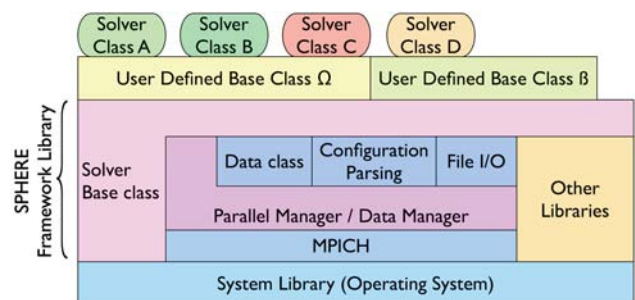 Solver
Class A
Solver
Class B
Solver
Class C
Solver
Class D
User Defined Base Class Ω
User Defined Base Class ß
SPHERE
Framework Library
Solver
Base class
Data class
Configuration
Parsing
File I/O
Other
Libraries
Parallel Manager / Data Manager
MPICH
System Library (Operating System)